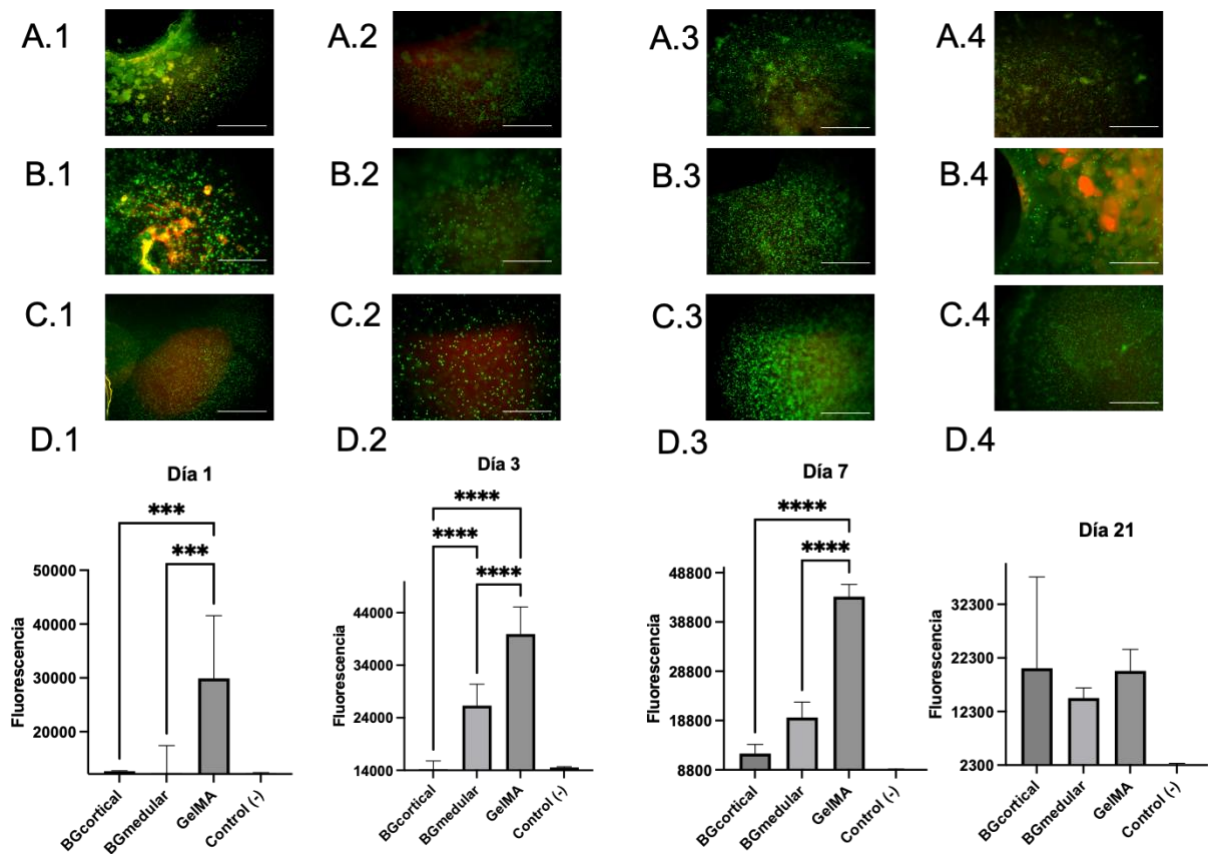 A.1
A.2
A.3
A.4
B.1
B.2
B.3
B.4
C.1
C.2
C.3
C.4
D.1
D.2
D.3
D.4
Día 1
***
***
50000
40000
30000
20000
Fluorescencia
BGcortical
BGmedular
GelMA
Control (-)
Día 3
****
****
****
44000
34000
24000
14000
Fluorescencia
BGcortical
BGmedular
GelMA
Control (-)
Día 7
****
****
48800
38800
28800
18800
8800
Fluorescencia
BGcortical
BGmedular
GelMA
Control (-)
Día 21
32300
22300
12300
2300
Fluorescencia
BGcortical
BGmedular
GelMA
Control (-)